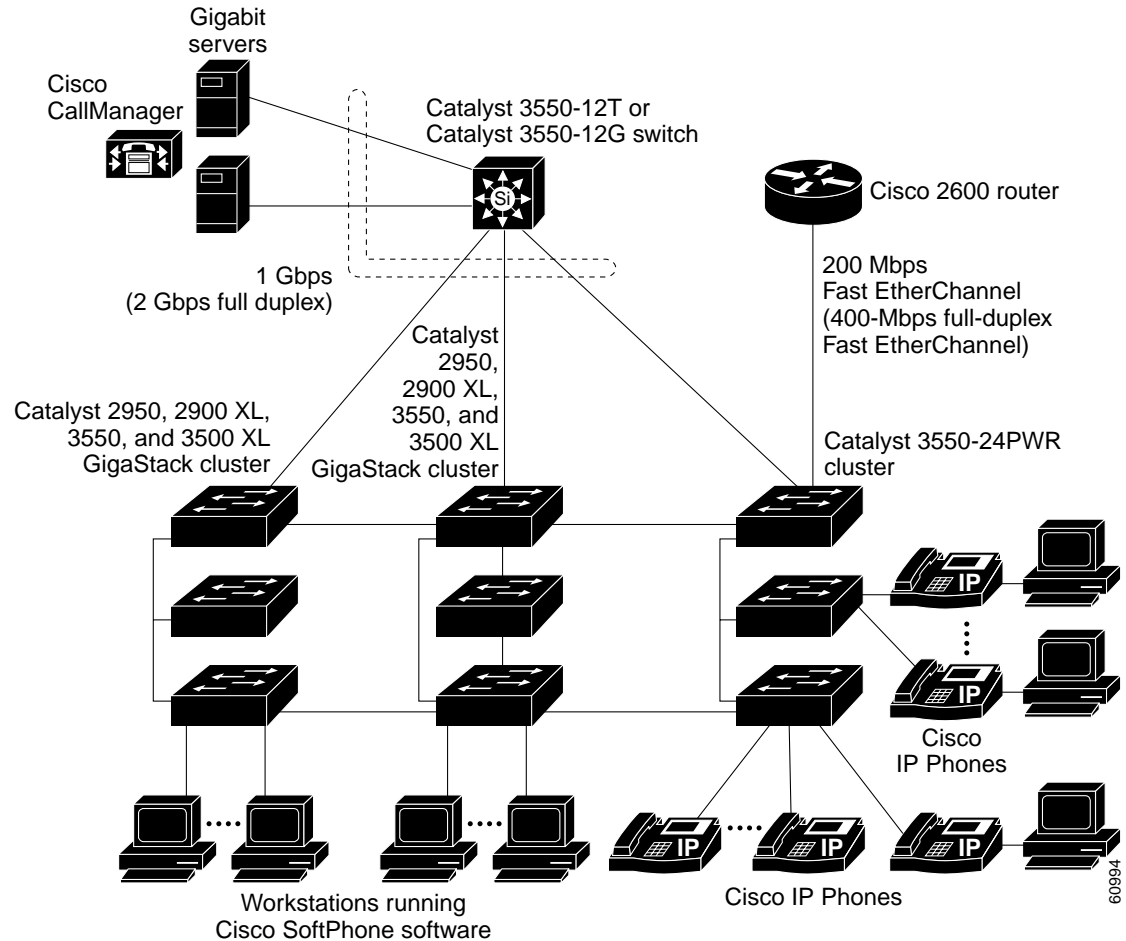 Gigabit
servers
Cisco
CallManager
Catalyst 3550-12T or
Catalyst 3550-12G switch
Si
Cisco 2600 router
1 Gbps
(2 Gbps full duplex)
200 Mbps
Fast EtherChannel
(400-Mbps full-duplex
Fast EtherChannel)
Catalyst 2950, 2900 XL,
3550, and 3500 XL
GigaStack cluster
Catalyst
2950,
2900 XL,
3550, and
3500 XL
GigaStack cluster
Catalyst 3550-24PWR
cluster
IP
IP
Cisco
IP Phones
IP
IP
IP
Workstations running
Cisco SoftPhone software
Cisco IP Phones
60994